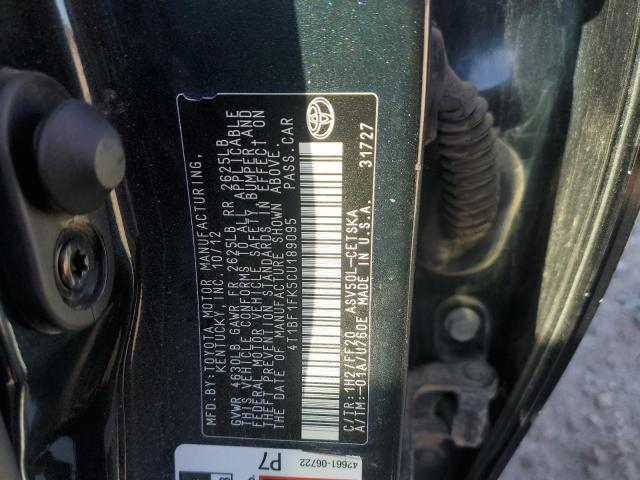 MFD.BY:TOYOTA MOTOR MANUFACTURING,
KENTUCKY, INC. 10/12
GVWR 4630LB GAWR FR 2625LB RR 2625LB
THIS VEHICLE CONFORMS TO ALL APPLICABLE
FEDERAL MOTOR VEHICLE SAFETY, BUMPER, AND
THEFT PREVENTION STANDARDS IN EFFECT ON
THE DATE OF MANUFACTURE SHOWN ABOVE.
4T1BF1FK5CU189095 PASS.CAR
C/TR:1H2/FF20 ASV50L-CETSKA
A/TM:-01A/U760E MADE IN U.S.A. 31727
42661-06722
P7